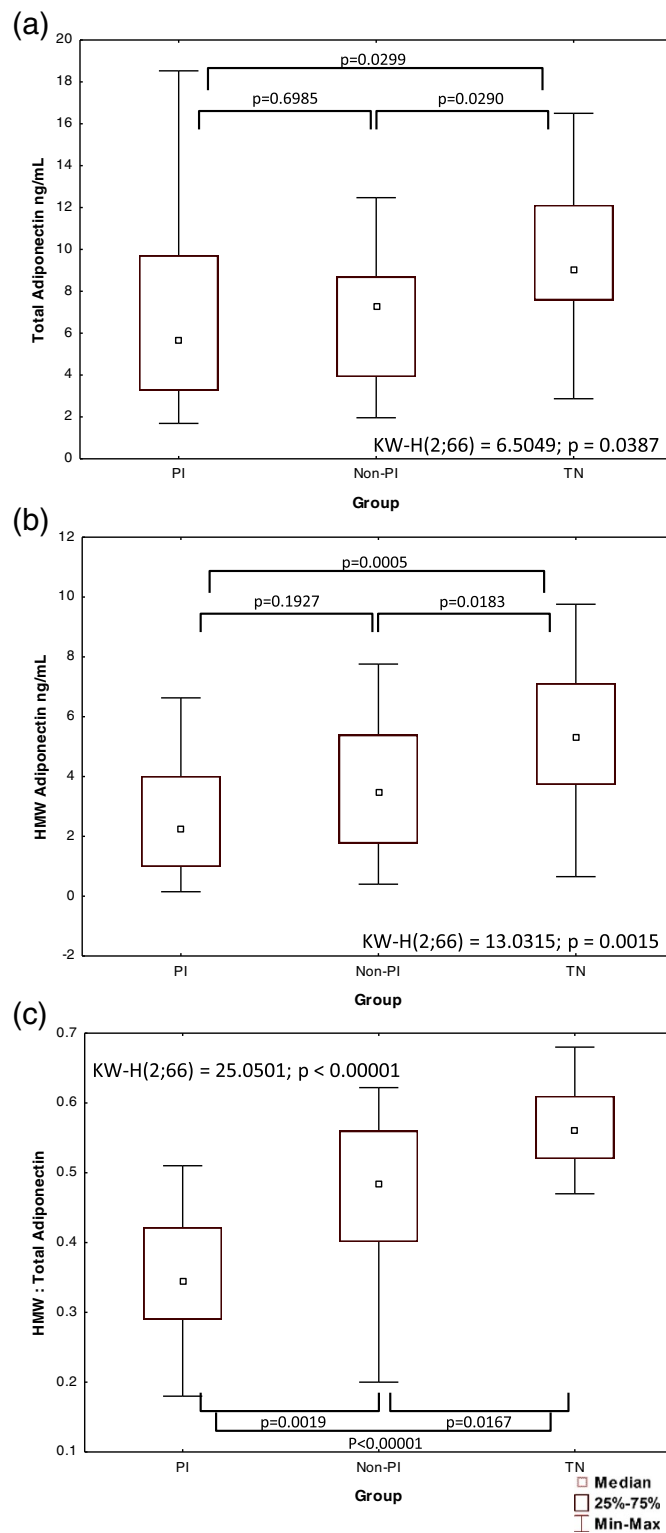 (a)
20
18
16
14
12
10
8
6
4
2
0
Total Adiponectin ng/mL
p=0.0299
p=0.6985
p=0.0290
KW-H(2;66) = 6.5049; p = 0.0387
PI
Non-PI
TN
Group
(b)
12
10
8
6
4
2
0
-2
HMW Adiponectin ng/mL
p=0.0005
p=0.1927
p=0.0183
KW-H(2;66) = 13.0315; p = 0.0015
PI
Non-PI
TN
Group
(c)
0.7
0.6
0.5
0.4
0.3
0.2
0.1
HMW : Total Adiponectin
KW-H(2;66) = 25.0501; p < 0.00001
p=0.0019
p=0.0167
P<0.00001
PI
Non-PI
TN
Group
Median
25%-75%
Min-Max